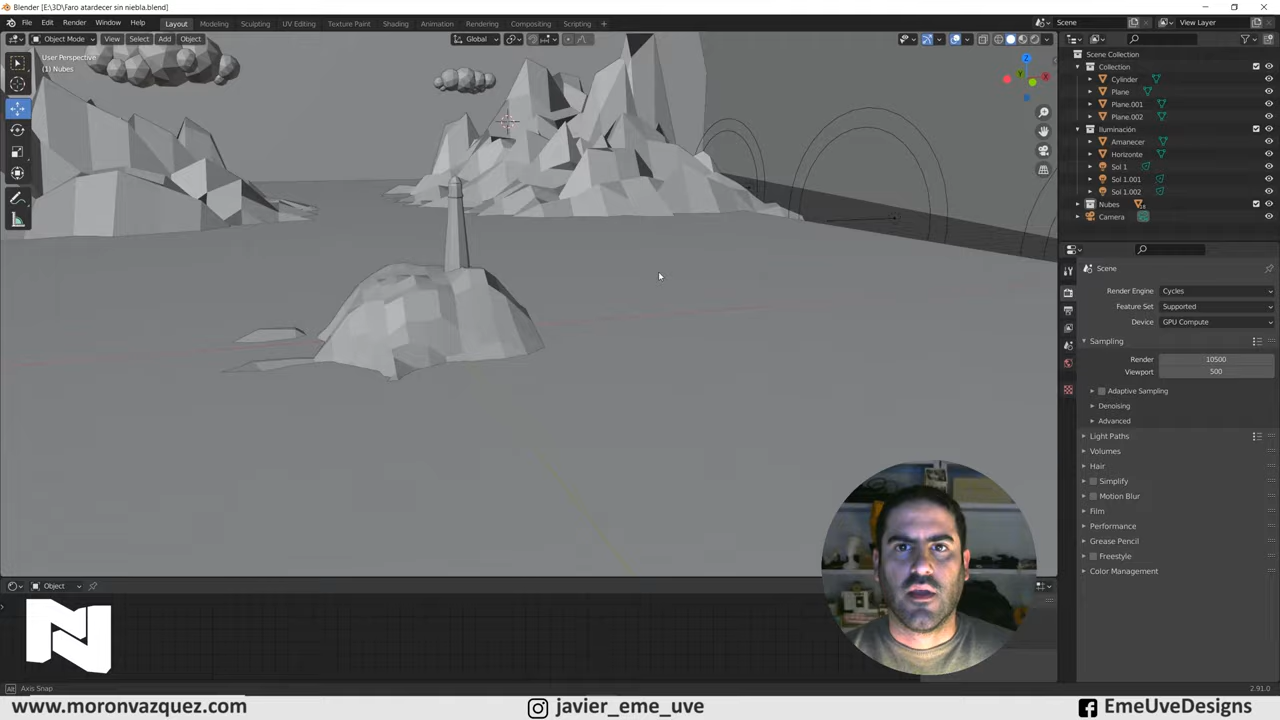 Blender [E:\3D\Faro atardecer sin niebla.blend]
File Edit Render Window Help Layout Modeling Sculpting UV Editing Texture Paint Shading Animation Rendering Compositing Scripting + Scene View Layer
Object Mode View Select Add Object Global
User Perspective
(1) Nubes
Scene Collection
Collection
Cylinder
Plane
Plane.001
Plane.002
Iluminación
Amanecer
Horizonte
Sol 1
Sol 1.001
Sol 1.002
Nubes
Camera
Scene
Render Engine Cycles
Feature Set Supported
Device GPU Compute
Sampling
Render 10500
Viewport 500
Adaptive Sampling
Denoising
Advanced
Light Paths
Volumes
Hair
Simplify
Motion Blur
Film
Performance
Grease Pencil
Freestyle
Color Management
Object
N
Axis Snap 2.91.0
www.moronvazquez.com javier_eme_uve EmeUveDesigns